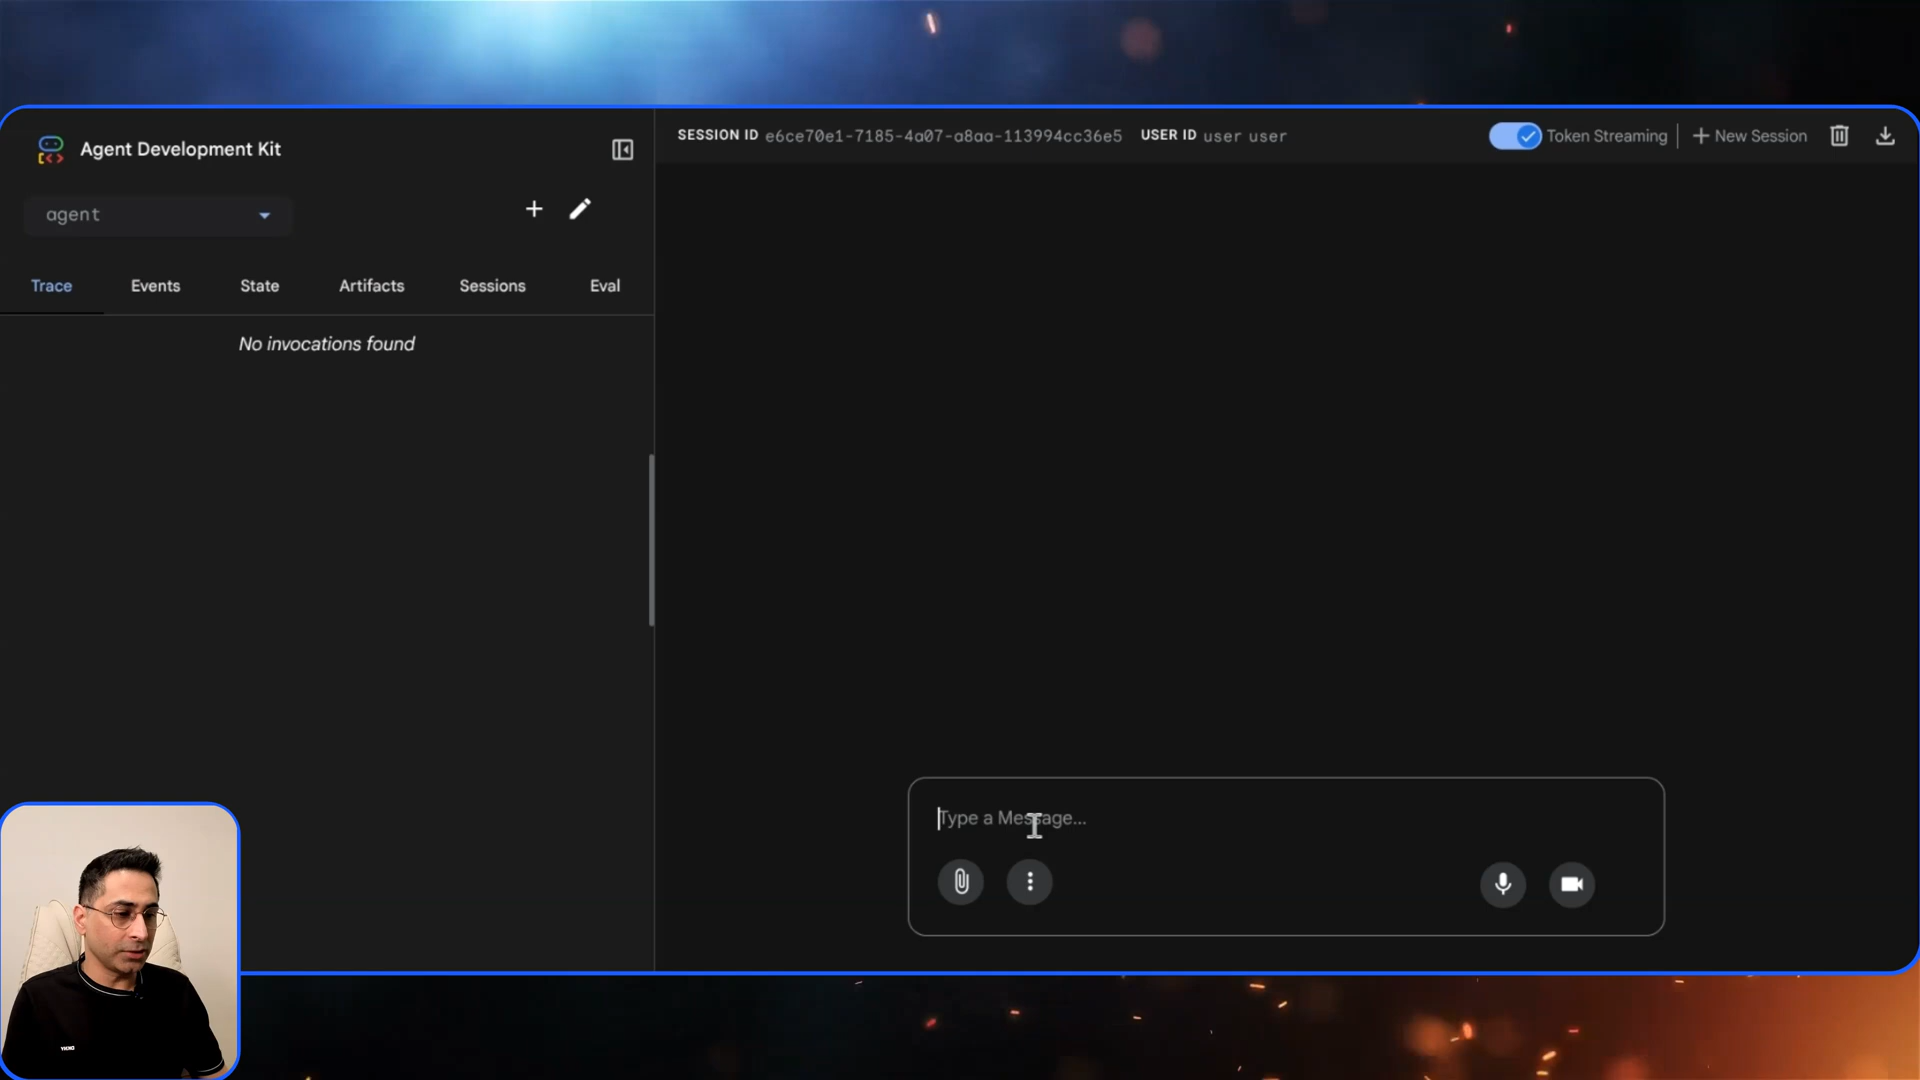 Agent Development Kit
SESSION ID e6ce70e1-7185-4a07-a8aa-113994cc36e5 USER ID user user
Token Streaming
New Session
agent
Trace
Events
State
Artifacts
Sessions
Eval
No invocations found
Type a Message...